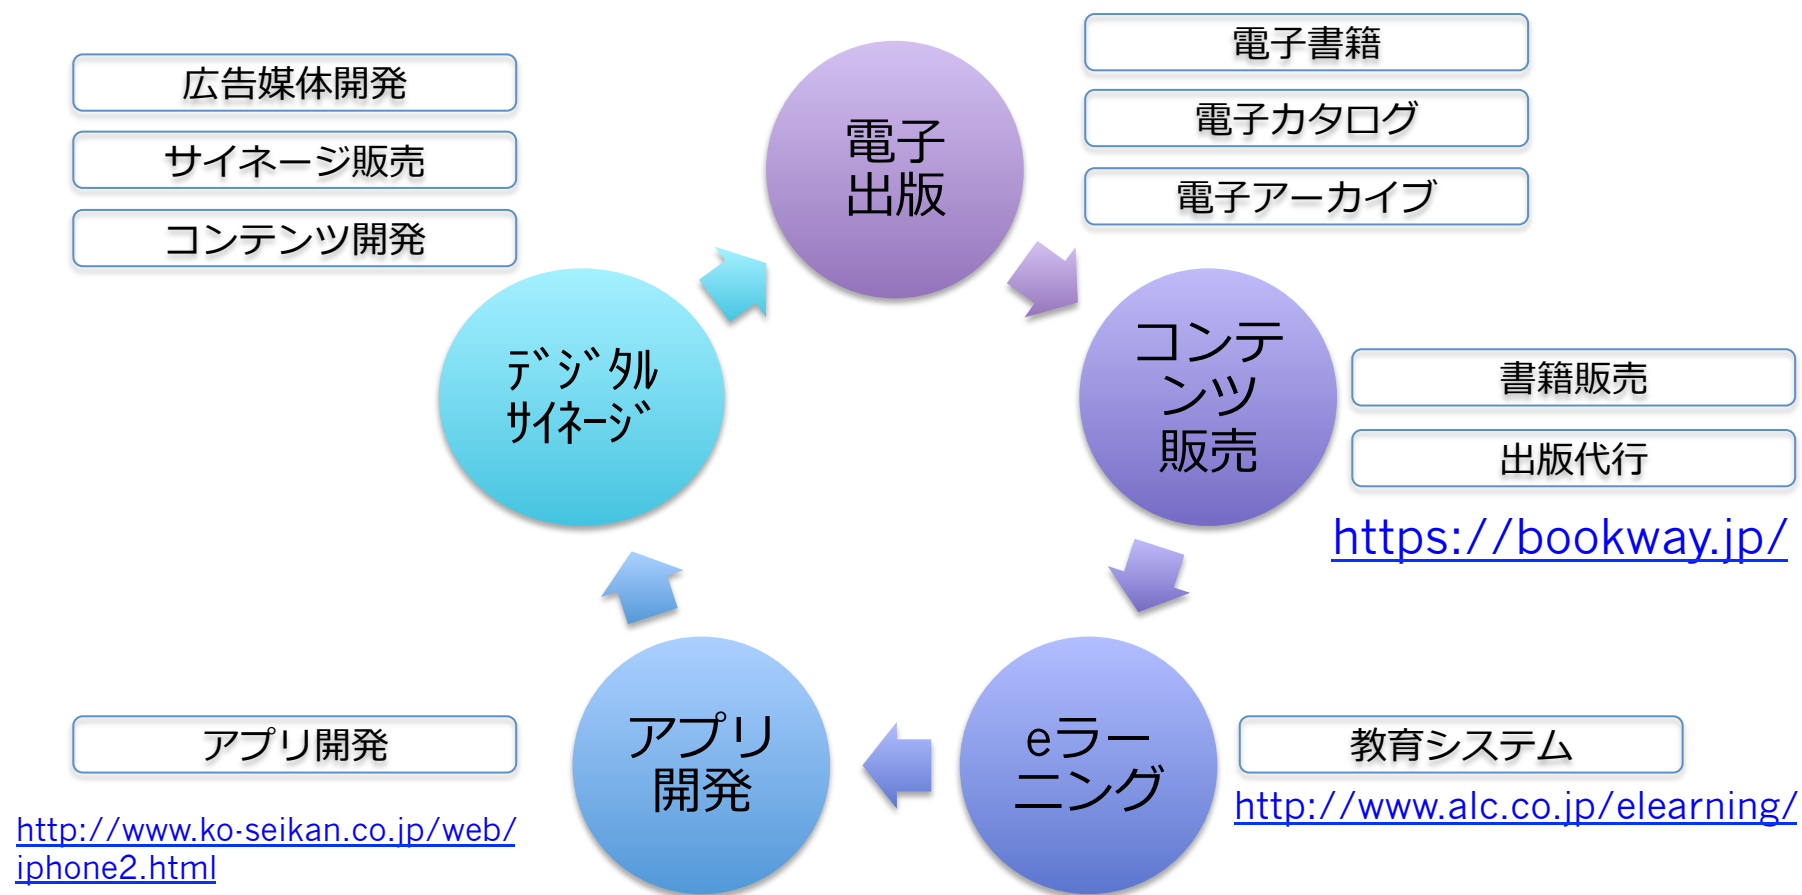 電子
出版
電子書籍
電子カタログ
電子アーカイブ
コンテ
ンツ
販売
書籍販売
出版代行
https://bookway.jp/
eラー
ニング
教育システム
http://www.alc.co.jp/elearning/
アプリ
開発
アプリ開発
http://www.ko-seikan.co.jp/web/
iphone2.html
ﾃﾞｼﾞﾀﾙ
ｻｲﾈｰｼﾞ
広告媒体開発
サイネージ販売
コンテンツ開発